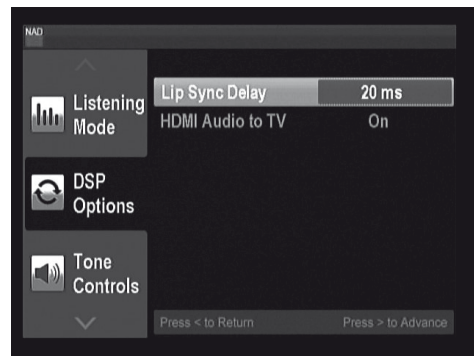 NAD
Listening
Mode
DSP
Options
Tone
Controls
Lip Sync Delay 20 ms
HDMI Audio to TV On
Press < to Return Press > to Advance